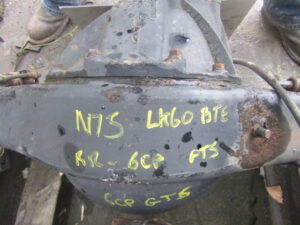 N75 LK60 BTE
RR - 6CP FTS
6CP GTS